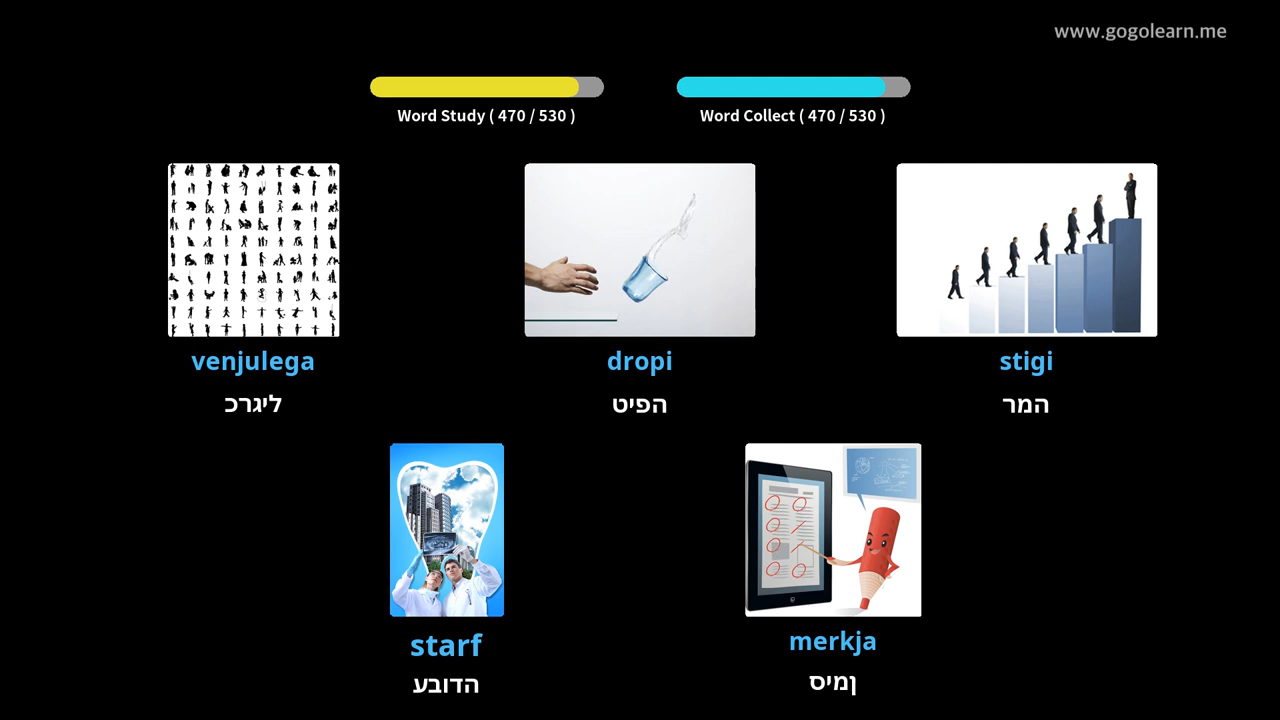 www.gogolearn.me
Word Study ( 470 / 530 )
Word Collect ( 470 / 530 )
venjulega
ליגרכ
dropi
הפיט
stigi
המר
starf
הדובע
merkja
ןמיס